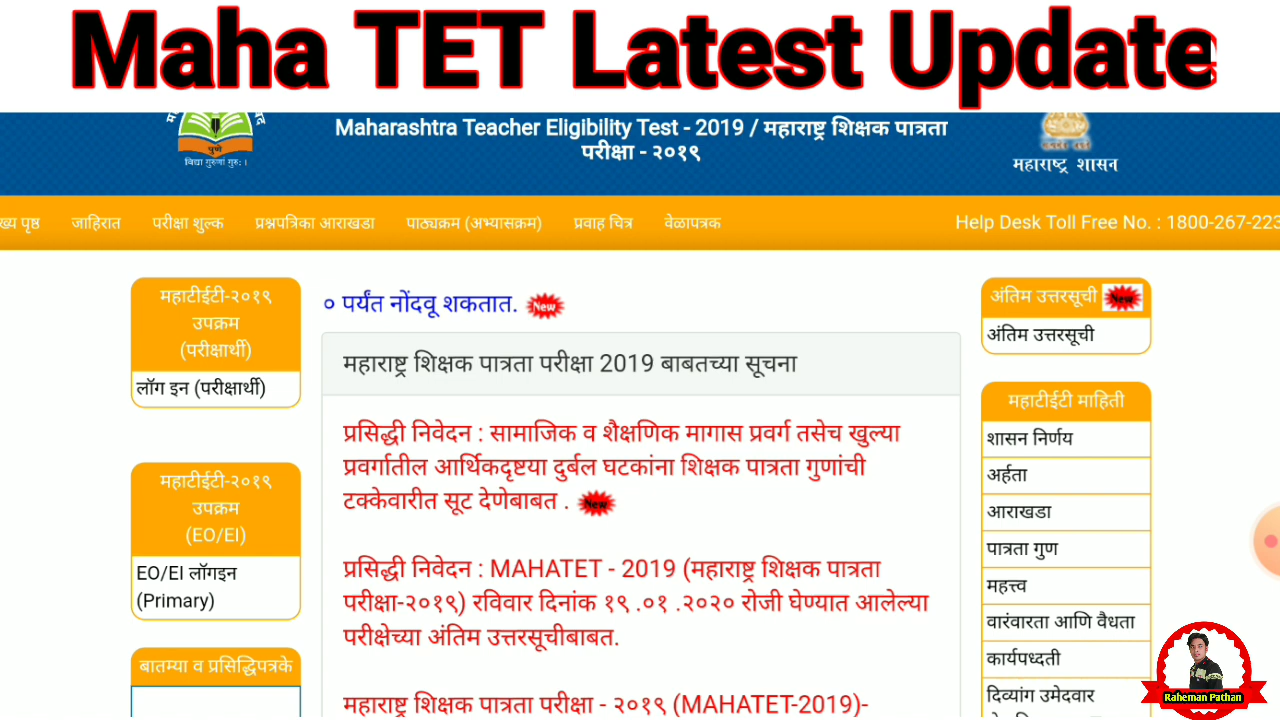 Maha TET Latest Update
पुणे
विद्या गुरुणां गुरु: ।
Maharashtra Teacher Eligibility Test - 2019 / महाराष्ट्र शिक्षक पात्रता
परीक्षा - २०१९
महाराष्ट्र शासन
ख्य पृष्ठ जाहिरात परीक्षा शुल्क प्रश्नपत्रिका आराखडा पाठ्यक्रम (अभ्यासक्रम) प्रवाह चित्र वेळापत्रक Help Desk Toll Free No. : 1800-267-223
महाटीईटी-२०१९
उपक्रम
(परीक्षार्थी)
लॉग इन (परीक्षार्थी)
महाटीईटी-२०१९
उपक्रम
(EO/EI)
EO/EI लॉगइन
(Primary)
बातम्या व प्रसिद्धिपत्रके
० पर्यंत नोंदवू शकतात. New
महाराष्ट्र शिक्षक पात्रता परीक्षा 2019 बाबतच्या सूचना
प्रसिद्धी निवेदन : सामाजिक व शैक्षणिक मागास प्रवर्ग तसेच खुल्या
प्रवर्गातील आर्थिकदृष्टया दुर्बल घटकांना शिक्षक पात्रता गुणांची
टक्केवारीत सूट देणेबाबत . New
प्रसिद्धी निवेदन : MAHATET - 2019 (महाराष्ट्र शिक्षक पात्रता
परीक्षा-२०१९) रविवार दिनांक १९ .०१ .२०२० रोजी घेण्यात आलेल्या
परीक्षेच्या अंतिम उत्तरसूचीबाबत.
महाराष्ट्र शिक्षक पात्रता परीक्षा - २०१९ (MAHATET-2019)-
अंतिम उत्तरसूची New
अंतिम उत्तरसूची
महाटीईटी माहिती
शासन निर्णय
अर्हता
आराखडा
पात्रता गुण
महत्त्व
वारंवारता आणि वैधता
कार्यपध्दती
दिव्यांग उमेदवार
Raheman Pathan